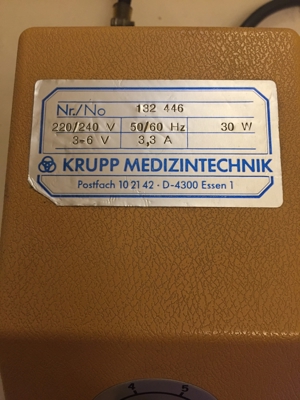 Nr./No 132 446
220/240 V 50/60 Hz 30 W
3-6 V 3,3 A
KRUPP MEDIZINTECHNIK
Postfach 10 21 42 · D-4300 Essen 1
4 5